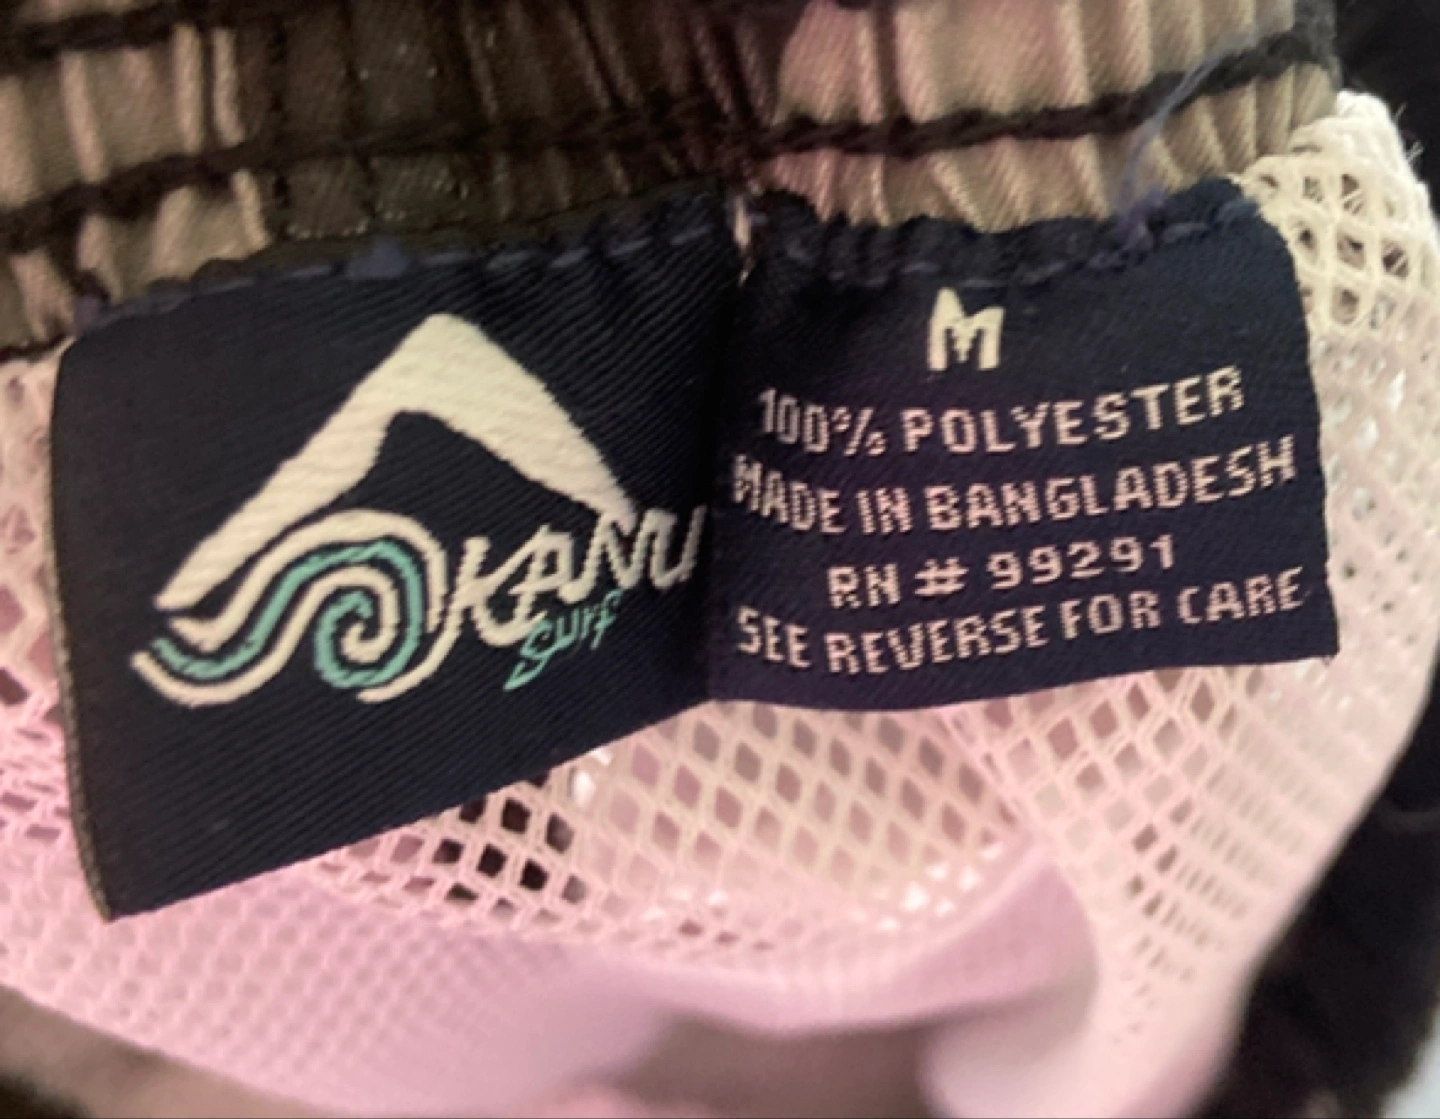 KANU
Surf
M
100% POLYESTER
MADE IN BANGLADESH
RN # 99291
SEE REVERSE FOR CARE